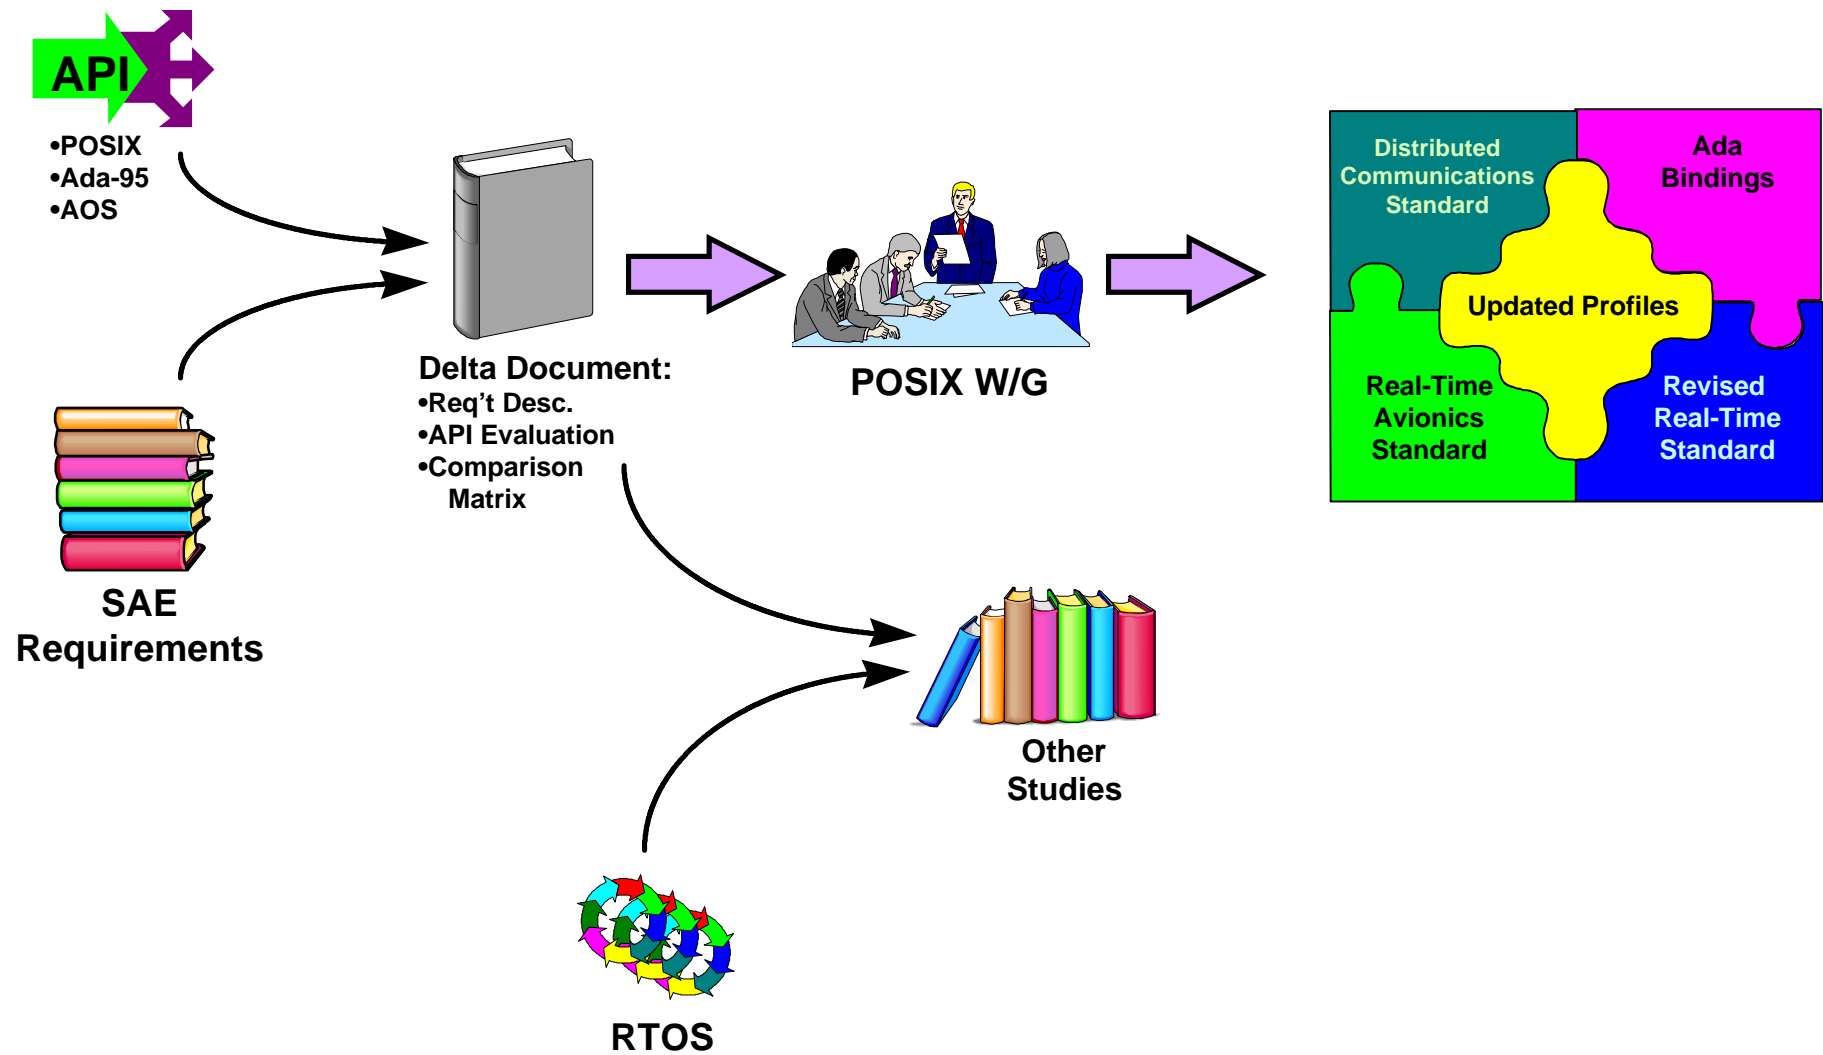 API
•POSIX
•Ada-95
•AOS
SAE
Requirements
Delta Document:
•Req't Desc.
•API Evaluation
•Comparison
Matrix
POSIX W/G
Distributed
Communications
Standard
Ada
Bindings
Updated Profiles
Real-Time
Avionics
Standard
Revised
Real-Time
Standard
Other
Studies
RTOS